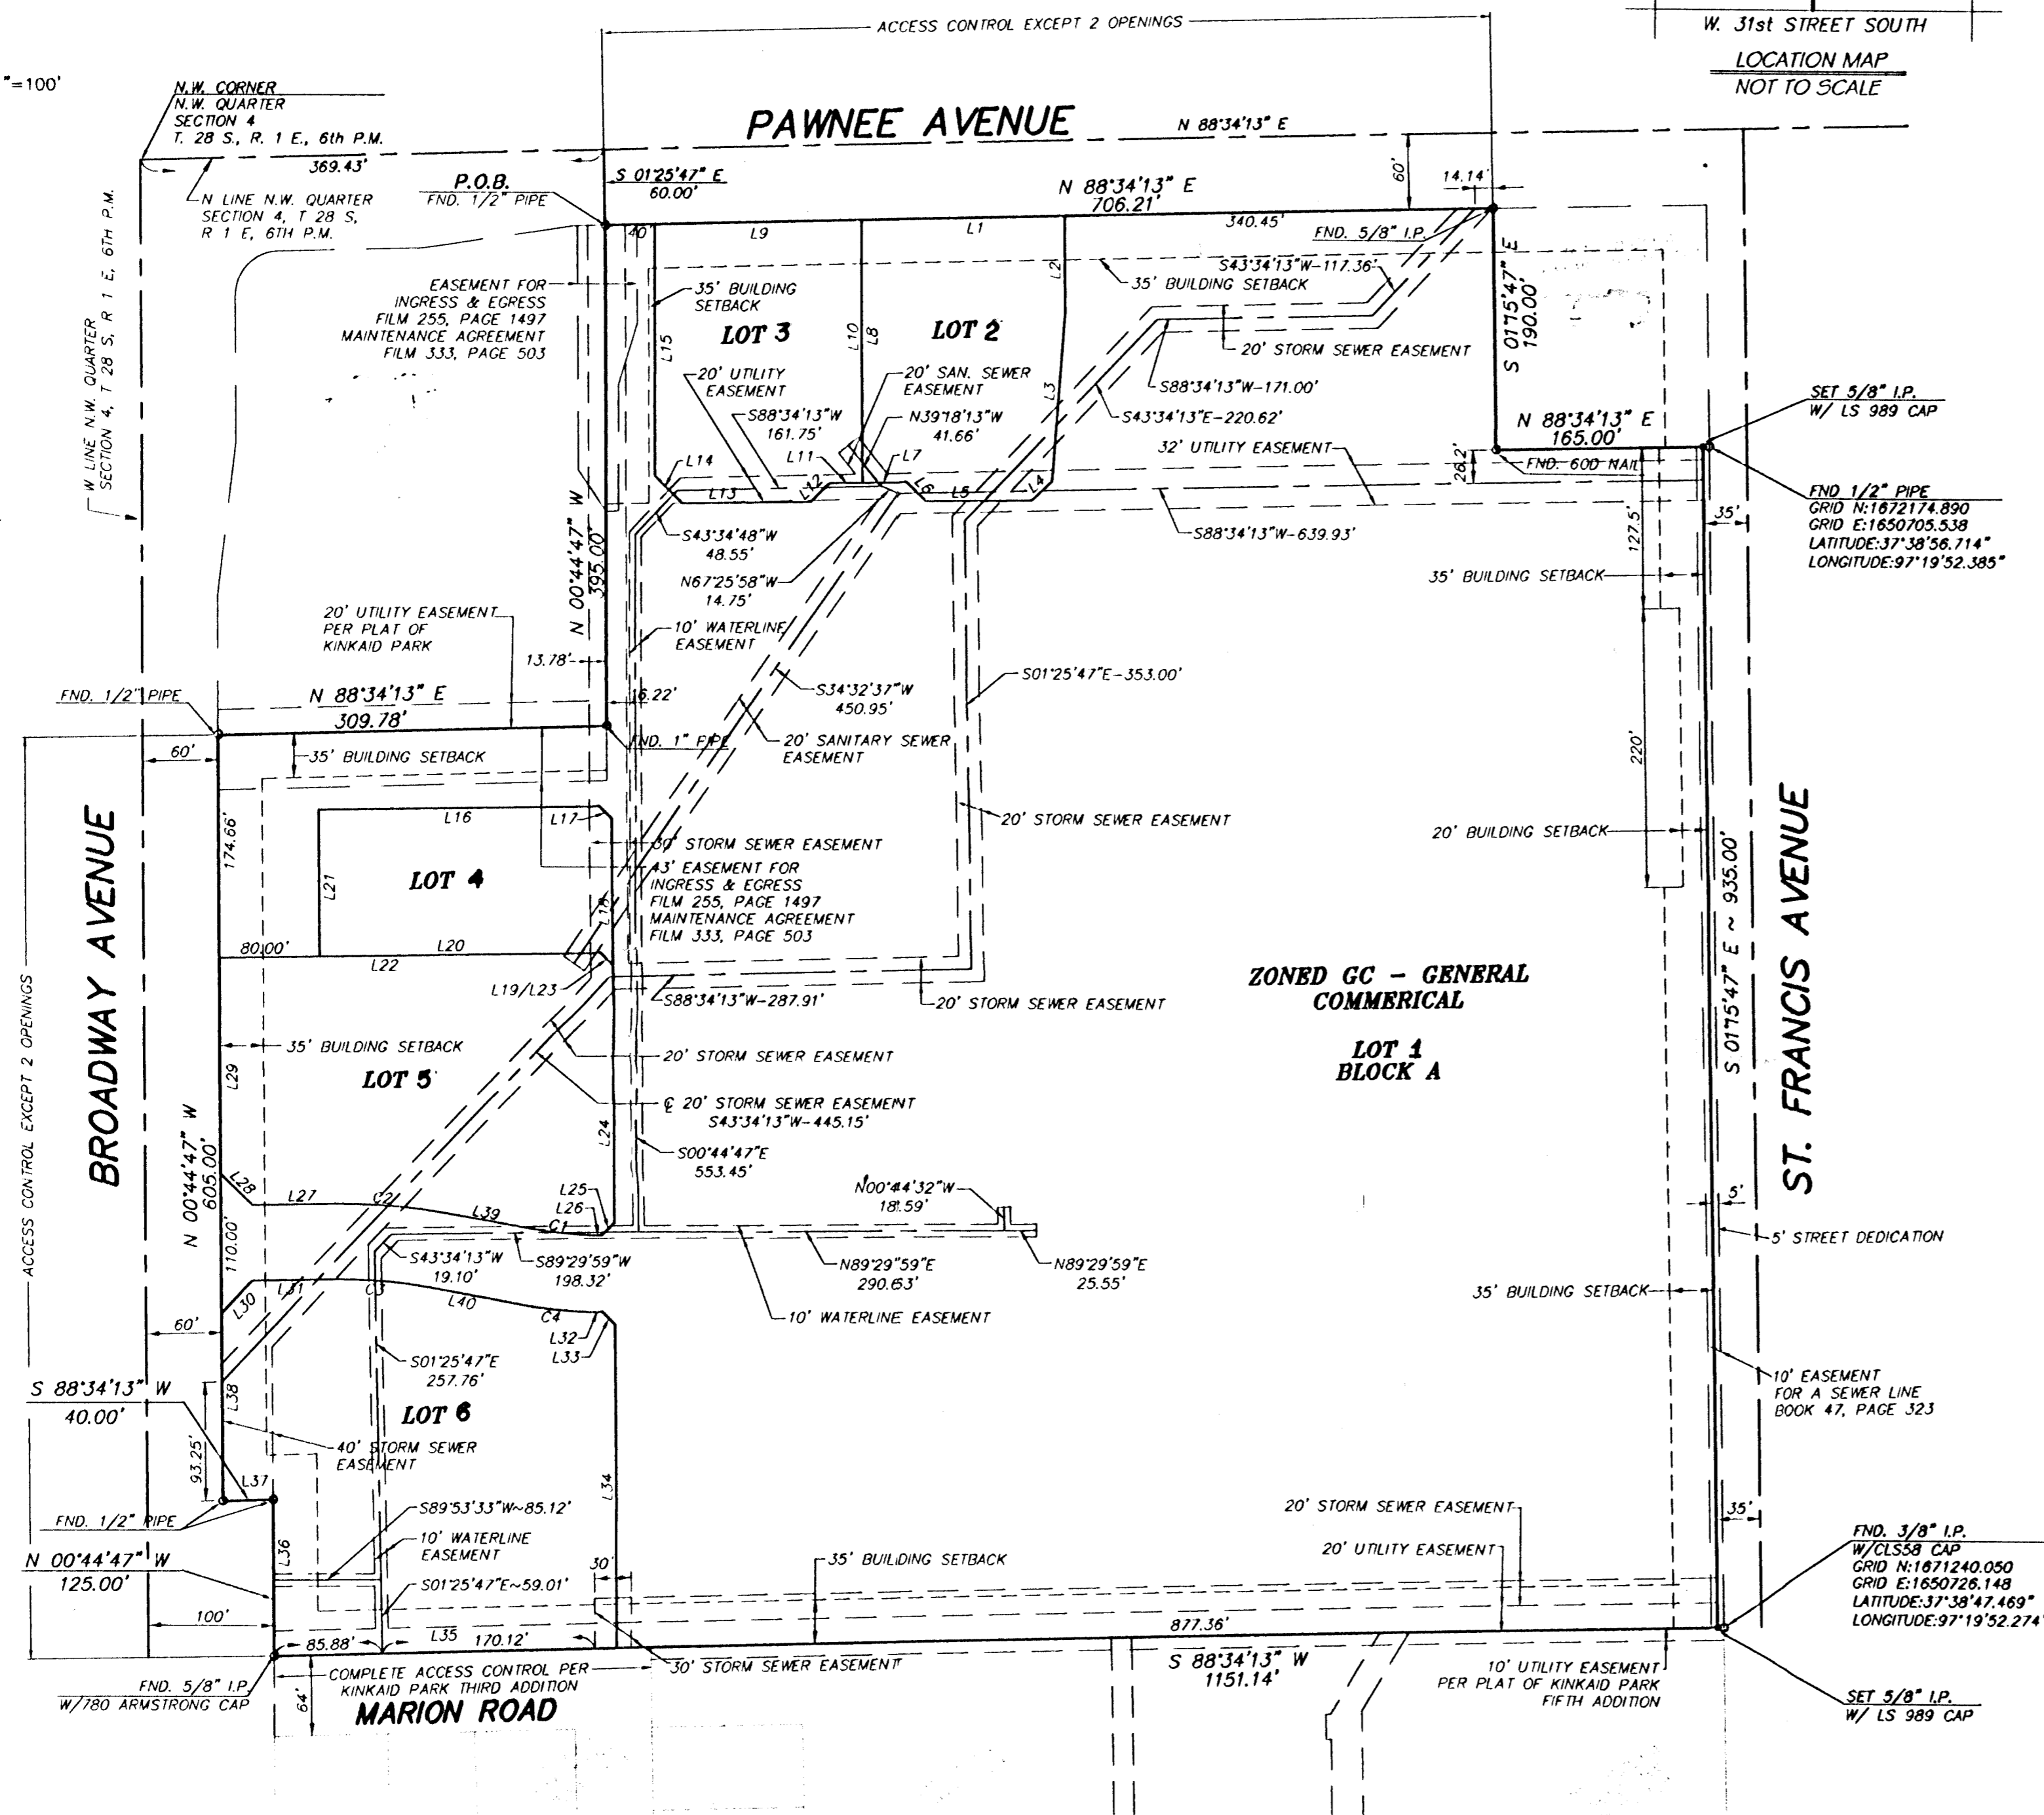 ACCESS CONTROL EXCEPT 2 OPENINGS
W. 31st STREET SOUTH
LOCATION MAP
NOT TO SCALE
"=100'
N.W. CORNER
N.W. QUARTER
SECTION 4
T. 28 S., R. 1 E., 6th P.M.
369.43'
N LINE N.W. QUARTER
SECTION 4, T 28 S,
R 1 E, 6TH P.M.
W LINE N.W. QUARTER
SECTION 4, T 28 S, R 1 E, 6TH P.M.
PAWNEE AVENUE
N 88°34'13" E
P.O.B.
FND. 1/2" PIPE
S 01°25'47" E
60.00'
N 88°34'13" E
706.21'
60'
14.14'
40'
L9
L1
340.45'
FND. 5/8" I.P.
EASEMENT FOR
INGRESS & EGRESS
FILM 255, PAGE 1497
MAINTENANCE AGREEMENT
FILM 333, PAGE 503
35' BUILDING
SETBACK
LOT 3
L15
L10
L8
LOT 2
L2
L3
35' BUILDING SETBACK
S43°34'13"W-117.36'
20' STORM SEWER EASEMENT
S88°34'13"W-171.00'
S43°34'13"E-220.62'
S 01°15'47" E
190.00'
20' UTILITY
EASEMENT
S88°34'13"W
161.75'
20' SAN. SEWER
EASEMENT
N39°18'13"W
41.66'
32' UTILITY EASEMENT
N 88°34'13" E
165.00'
26.2'
FND. 60D NAIL
SET 5/8" I.P.
W/ LS 989 CAP
FND 1/2" PIPE
GRID N:1672174.890
GRID E:1650705.538
LATITUDE:37°38'56.714"
LONGITUDE:97°19'52.385"
L14
L13
L12
L11
L7
L6
L5
L4
S88°34'13"W-639.93'
35'
127.5'
35' BUILDING SETBACK
N 00°44'47" W
395.00'
S43°34'48"W
48.55'
N67°25'58"W
14.75'
10' WATERLINE
EASEMENT
20' UTILITY EASEMENT
PER PLAT OF
KINKAID PARK
13.78'
16.22'
S34°32'37"W
450.95'
S01°25'47"E-353.00'
FND. 1/2" PIPE
N 88°34'13" E
309.78'
FND. 1" PIPE
20' SANITARY SEWER
EASEMENT
220'
60'
35' BUILDING SETBACK
BROADWAY AVENUE
174.66'
L16
L17
LOT 4
L21
L18
30' STORM SEWER EASEMENT
43' EASEMENT FOR
INGRESS & EGRESS
FILM 255, PAGE 1497
MAINTENANCE AGREEMENT
FILM 333, PAGE 503
20' STORM SEWER EASEMENT
20' BUILDING SETBACK
S 01°15'47" E ~ 935.00'
ST. FRANCIS AVENUE
80.00'
L20
L22
L19/L23
S88°34'13"W-287.91'
20' STORM SEWER EASEMENT
ZONED GC - GENERAL
COMMERICAL
LOT 1
BLOCK A
ACCESS CONTROL EXCEPT 2 OPENINGS
35' BUILDING SETBACK
LOT 5
L29
20' STORM SEWER EASEMENT
℄ 20' STORM SEWER EASEMENT
S43°34'13"W-445.15'
L24
S00°44'47"E
553.45'
N 00°44'47" W
605.00'
L28
L27
C2
L39
C1
L25
L26
N00°44'32"W
18.59'
5'
5' STREET DEDICATION
110.00'
S43°34'13"W
19.10'
S89°29'59"W
198.32'
N89°29'59"E
290.63'
N89°29'59"E
25.55'
L30
L31
C3
L40
C4
L32
L33
10' WATERLINE EASEMENT
35' BUILDING SETBACK
60'
S01°25'47"E
257.76'
S 88°34'13" W
40.00'
L38
LOT 6
93.25'
L37
40' STORM SEWER
EASEMENT
L34
10' EASEMENT
FOR A SEWER LINE
BOOK 47, PAGE 323
FND. 1/2" PIPE
S89°53'33"W~85.12'
10' WATERLINE
EASEMENT
N 00°44'47" W
125.00'
L36
S01°25'47"E~59.01'
30'
35' BUILDING SETBACK
20' STORM SEWER EASEMENT
20' UTILITY EASEMENT
35'
FND. 3/8" I.P.
W/CLS58 CAP
GRID N:1671240.050
GRID E:1650726.148
LATITUDE:37°38'47.469"
LONGITUDE:97°19'52.274"
100'
85.88'
L35
170.12'
877.36'
S 88°34'13" W
1151.14'
30' STORM SEWER EASEMENT
FND. 5/8" I.P.
W/780 ARMSTRONG CAP
COMPLETE ACCESS CONTROL PER
KINKAID PARK THIRD ADDITION
64'
MARION ROAD
10' UTILITY EASEMENT
PER PLAT OF KINKAID PARK
FIFTH ADDITION
SET 5/8" I.P.
W/ LS 989 CAP